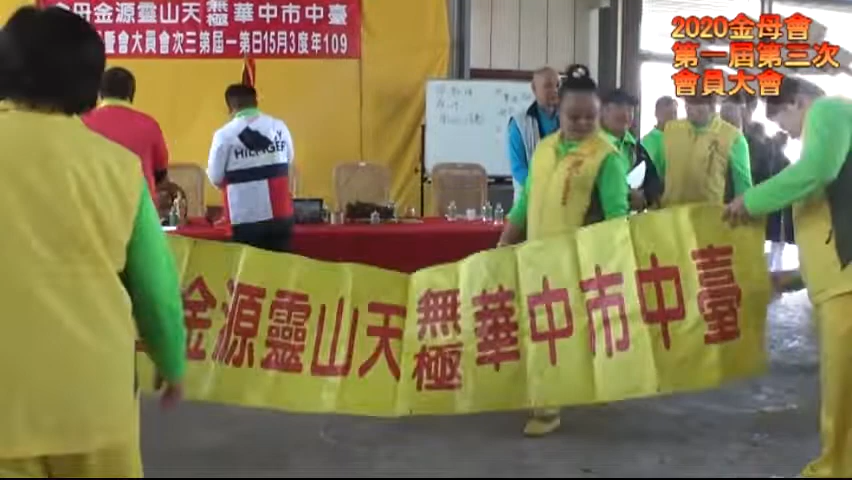 臺中市中華無極天山靈源金母
109年度3月15日第一屆第三次會員大會
2020金母會
第一屆第三次
會員大會
HILFIGER
臺中市中華無極天山靈源金